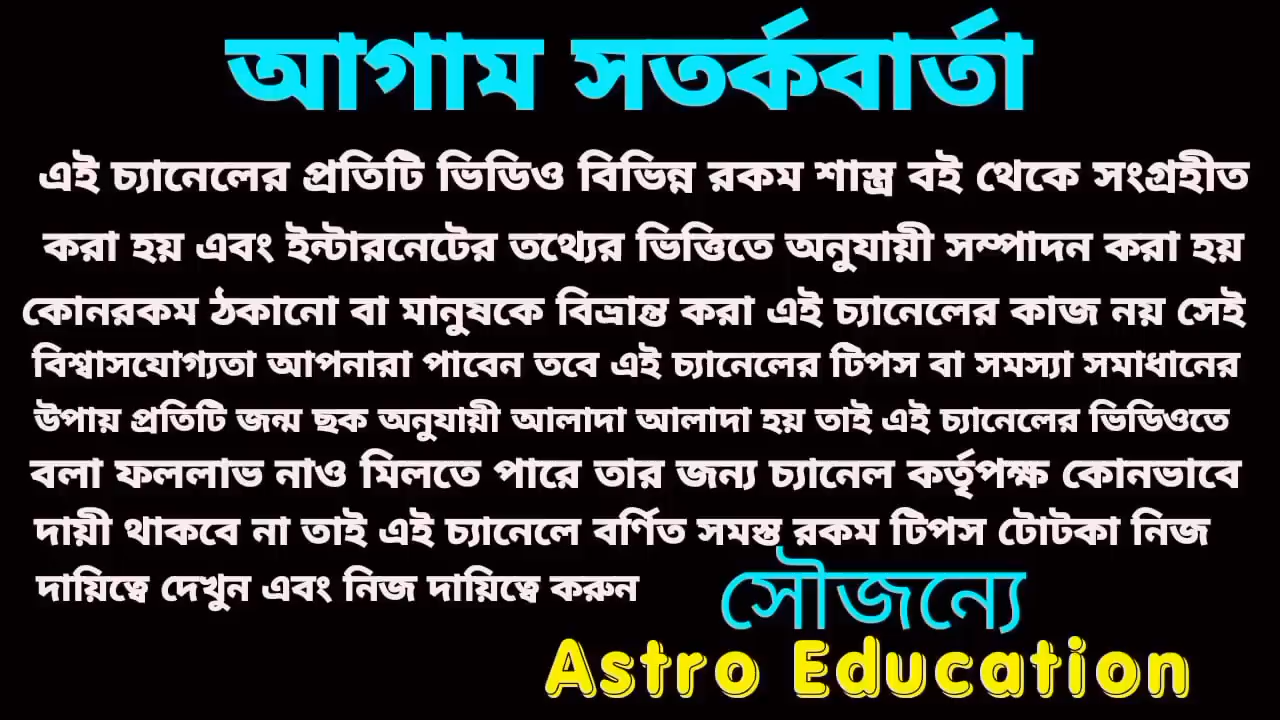 আগাম সতর্কবার্তা
এই চ্যানেলের প্রতিটি ভিডিও বিভিন্ন রকম শাস্ত্র বই থেকে সংগ্রহীত
করা হয় এবং ইন্টারনেটের তথ্যের ভিত্তিতে অনুযায়ী সম্পাদন করা হয়
কোনরকম ঠকানো বা মানুষকে বিভ্রান্ত করা এই চ্যানেলের কাজ নয় সেই
বিশ্বাসযোগ্যতা আপনারা পাবেন তবে এই চ্যানেলের টিপস বা সমস্যা সমাধানের
উপায় প্রতিটি জন্ম ছক অনুযায়ী আলাদা আলাদা হয় তাই এই চ্যানেলের ভিডিওতে
বলা ফললাভ নাও মিলতে পারে তার জন্য চ্যানেল কর্তৃপক্ষ কোনভাবে
দায়ী থাকবে না তাই এই চ্যানেলে বর্ণিত সমস্ত রকম টিপস টোটকা নিজ
দায়িত্বে দেখুন এবং নিজ দায়িত্বে করুন
সৌজন্যে
Astro Education